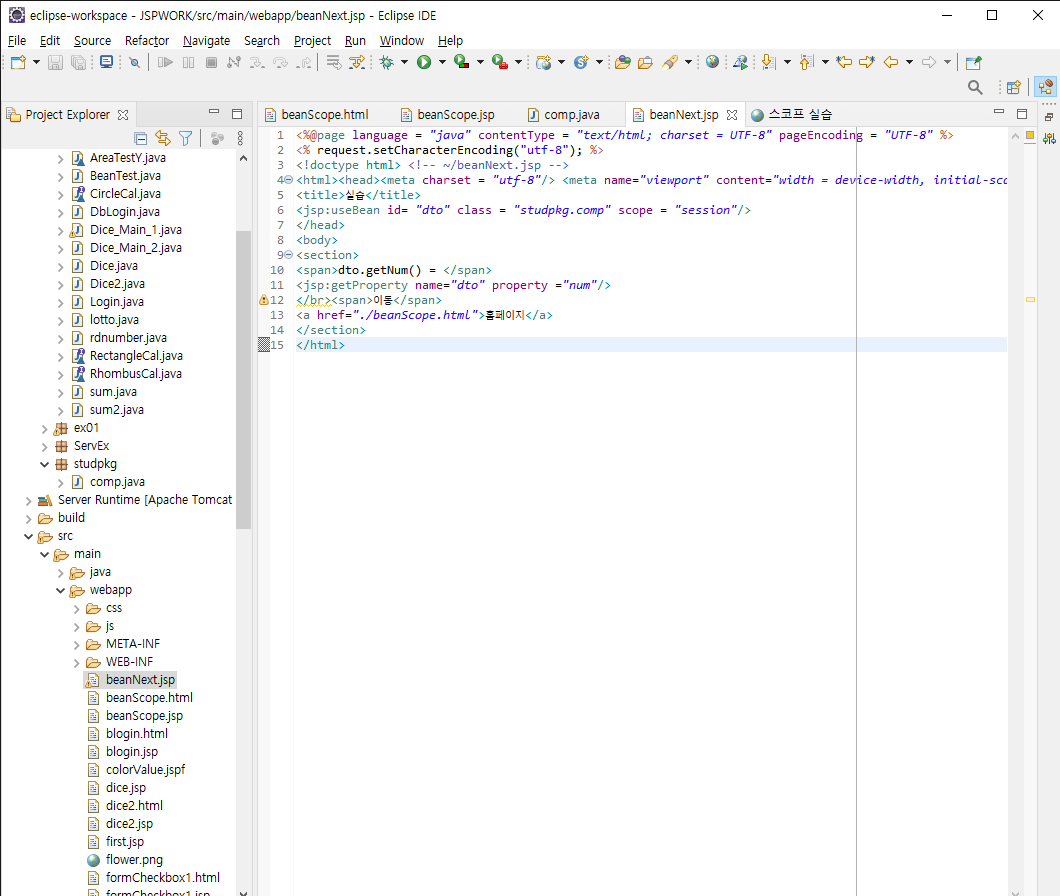 eclipse-workspace - JSPWORK/src/main/webapp/beanNext.jsp - Eclipse IDE
File Edit Source Refactor Navigate Search Project Run Window Help
Project Explorer
AreaTestY.java
BeanTest.java
CircleCal.java
DbLogin.java
Dice_Main_1.java
Dice_Main_2.java
Dice.java
Dice2.java
Login.java
lotto.java
rdnumber.java
RectangleCal.java
RhombusCal.java
sum.java
sum2.java
ex01
ServEx
studpkg
comp.java
Server Runtime [Apache Tomcat
build
src
main
java
webapp
css
js
META-INF
WEB-INF
beanNext.jsp
beanScope.html
beanScope.jsp
blogin.html
blogin.jsp
colorValue.jspf
dice.jsp
dice2.html
dice2.jsp
first.jsp
flower.png
formCheckbox1.html
formCheckbox1.jsp
beanScope.html beanScope.jsp comp.java beanNext.jsp 스코프 실습
1 <%@page language = "java" contentType = "text/html; charset = UTF-8" pageEncoding = "UTF-8" %>
2 <% request.setCharacterEncoding("utf-8"); %>
3 <!doctype html> <!-- ~/beanNext.jsp -->
4 <html><head><meta charset = "utf-8"/> <meta name="viewport" content="width = device-width, initial-sca
5 <title>실습</title>
6 <jsp:useBean id= "dto" class = "studpkg.comp" scope = "session"/>
7 </head>
8 <body>
9 <section>
10 <span>dto.getNum() = </span>
11 <jsp:getProperty name="dto" property ="num"/>
12 </br><span>이동</span>
13 <a href="./beanScope.html">홈페이지</a>
14 </section>
15 </html>